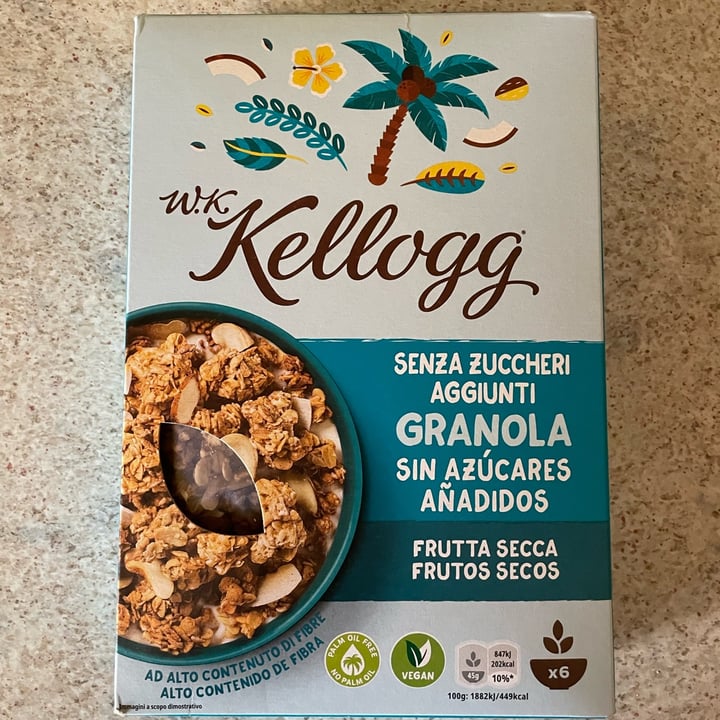 W.K
Kellogg
SENZA ZUCCHERI
AGGIUNTI
GRANOLA
SIN AZÚCARES
AÑADIDOS
FRUTTA SECCA
FRUTOS SECOS
AD ALTO CONTENUTO DI FIBRE
ALTO CONTENIDO DE FIBRA
PALM OIL FREE
NO PALM OIL
VEGAN
45g
847kJ
202kcal
10%*
x6
100g: 1882kJ/449kcal
Immagini a scopo dimostrativo